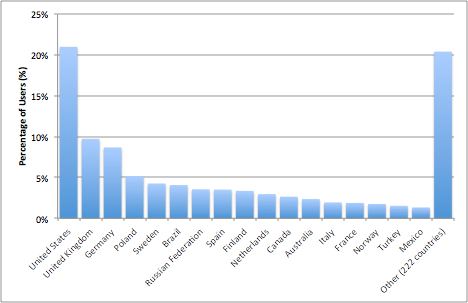 25%
20%
15%
10%
5%
0%
Percentage of Users (%)
United States
United Kingdom
Germany
Poland
Sweden
Brazil
Russian Federation
Spain
Finland
Netherlands
Canada
Australia
Italy
France
Norway
Turkey
Mexico
Other (222 countries)